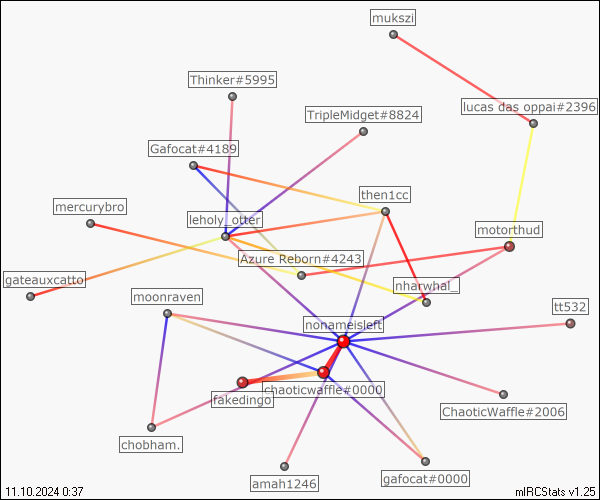 mukszi
Thinker#5995
lucas das oppai#2396
TripleMidget#8824
Gafocat#4189
then1cc
mercurybro
leholy_otter
motorthud
Azure Reborn#4243
gateauxcatto
nharwhal_
moonraven
tt532
nonameisleft
chaoticwaffle#0000
fakedingo
ChaoticWaffle#2006
chobham.
gafocat#0000
amah1246
11.10.2024 0:37
mIRCStats v1.25